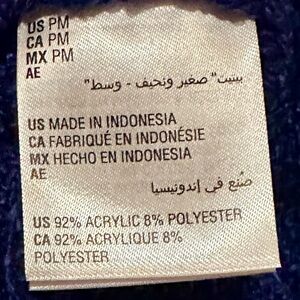 US PM
CA PM
MX PM
AE
بيتيت" صغير ونحيف - وسط"
US MADE IN INDONESIA
CA FABRIQUÉ EN INDONÉSIE
MX HECHO EN INDONESIA
AE
صُنع في إندونيسيا
US 92% ACRYLIC 8% POLYESTER
CA 92% ACRYLIQUE 8%
POLYESTER